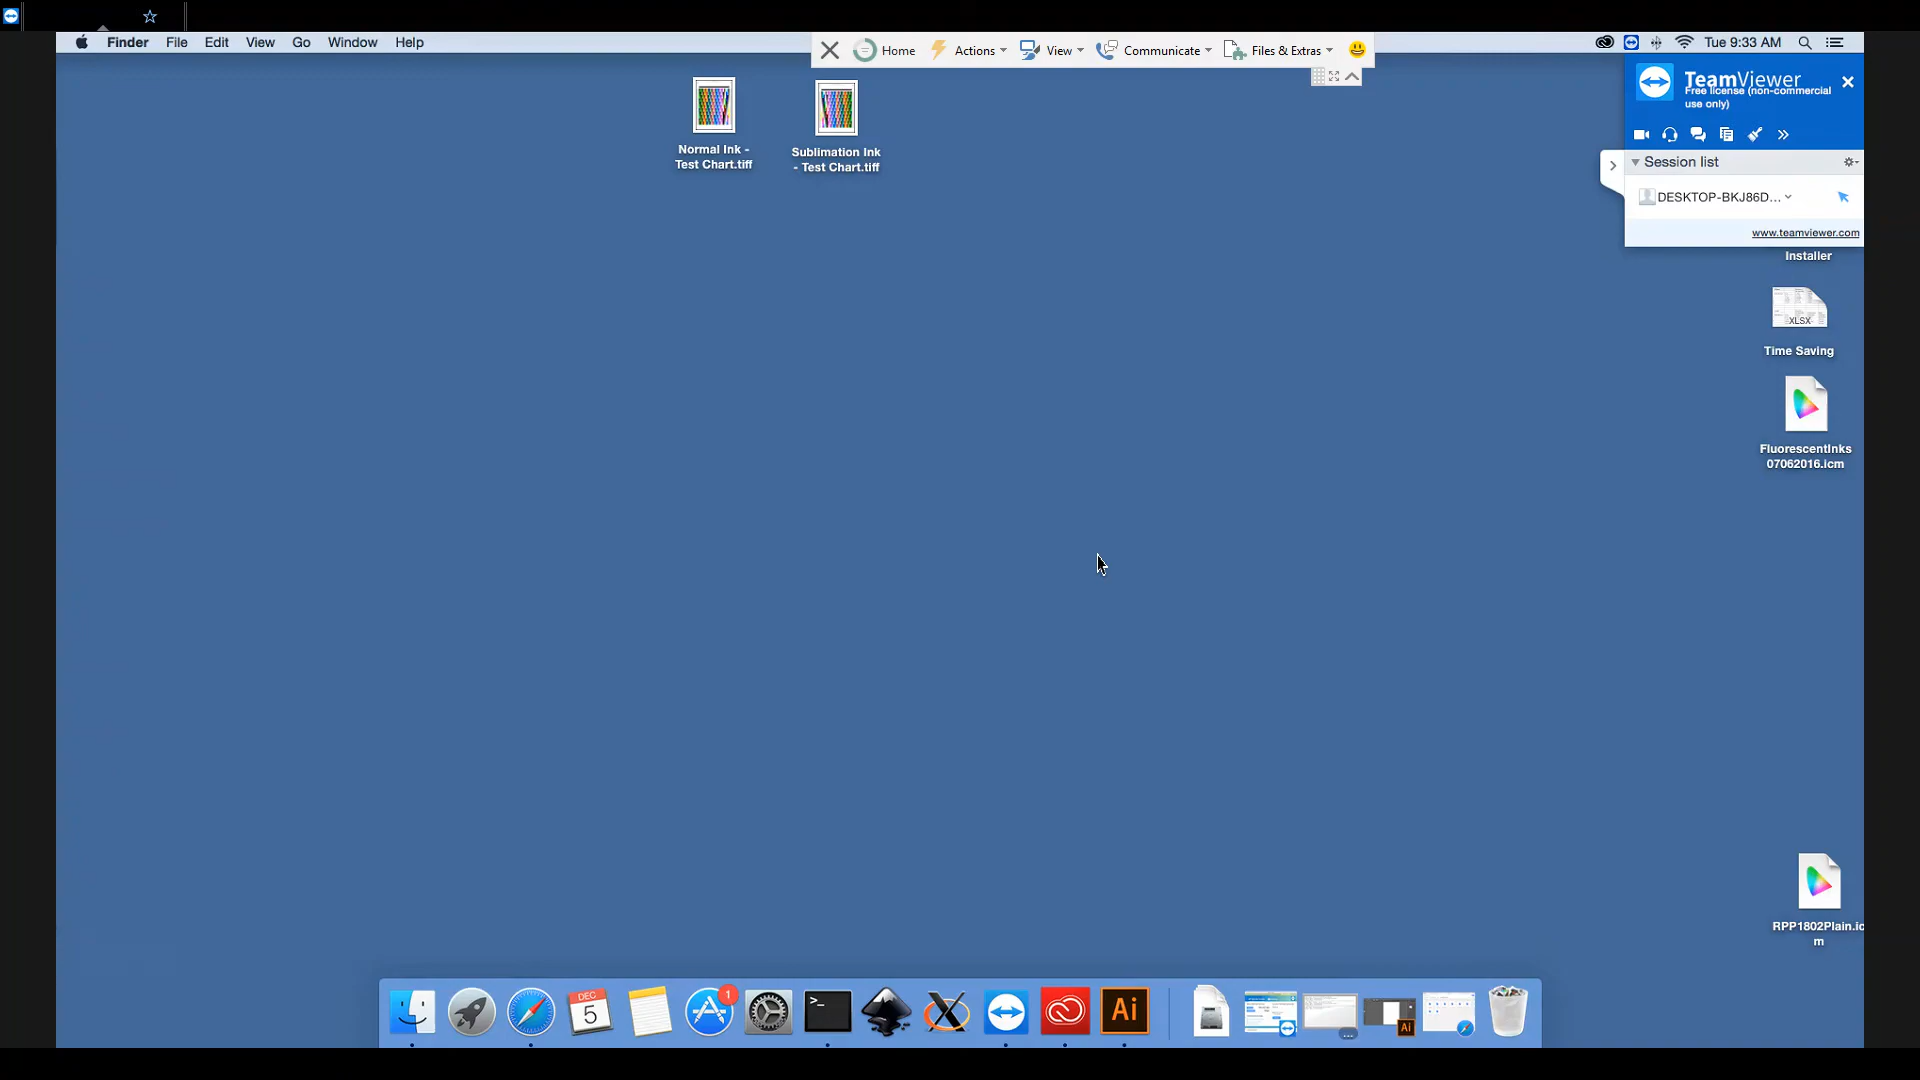 Finder File Edit View Go Window Help
Home Actions View Communicate Files & Extras
Tue 9:33 AM
TeamViewer
Free license (non-commercial
use only)
Session list
DESKTOP-BKJ86D...
www.teamviewer.com
Normal Ink -
Test Chart.tiff
Sublimation Ink
- Test Chart.tiff
Installer
XLSX
Time Saving
FluorescentInks
07062016.icm
RPP1802Plain.ic
m
DEC
5
1
>_
Ai
Ai